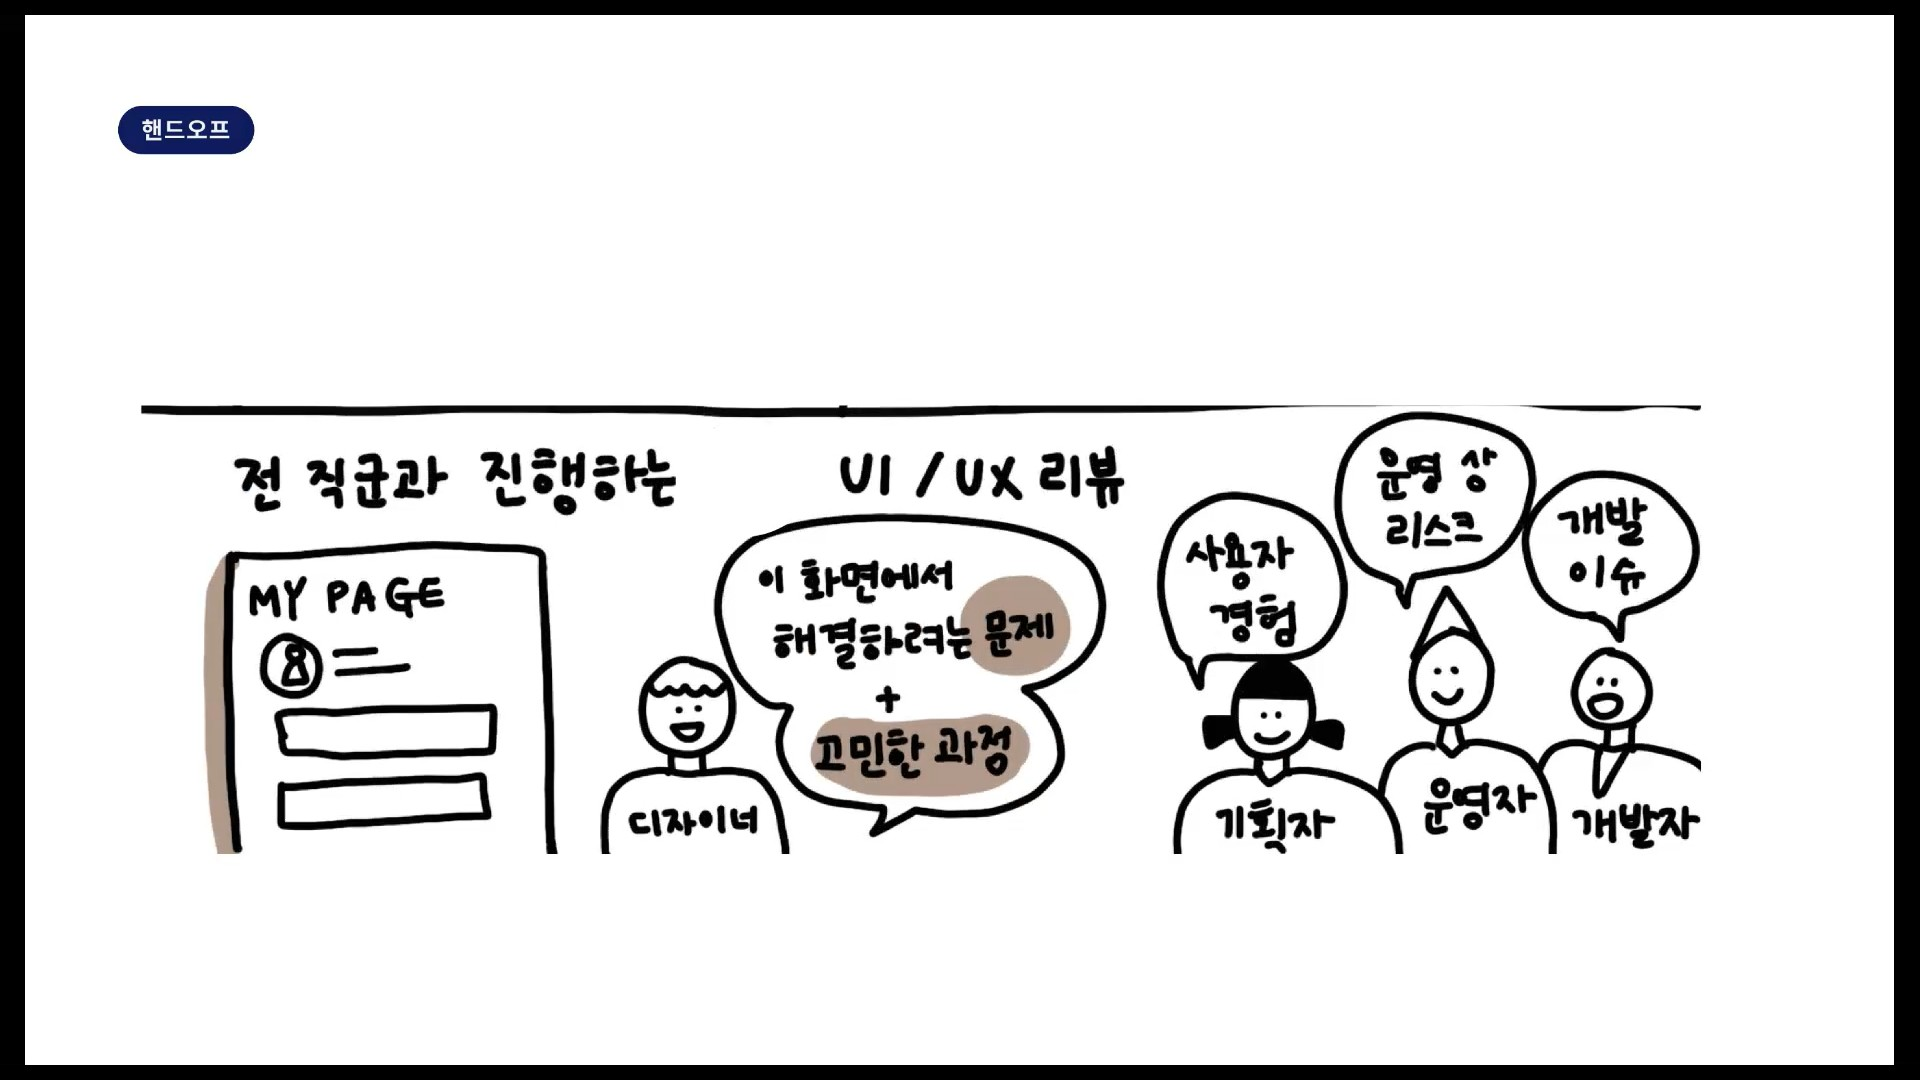 핸드오프
전 직군과 진행하는 UI / UX 리뷰
MY PAGE
디자이너
이 화면에서
해결하려는 문제
+
고민한 과정
사용자
경험
기획자
운영 상
리스크
운영자
개발
이슈
개발자